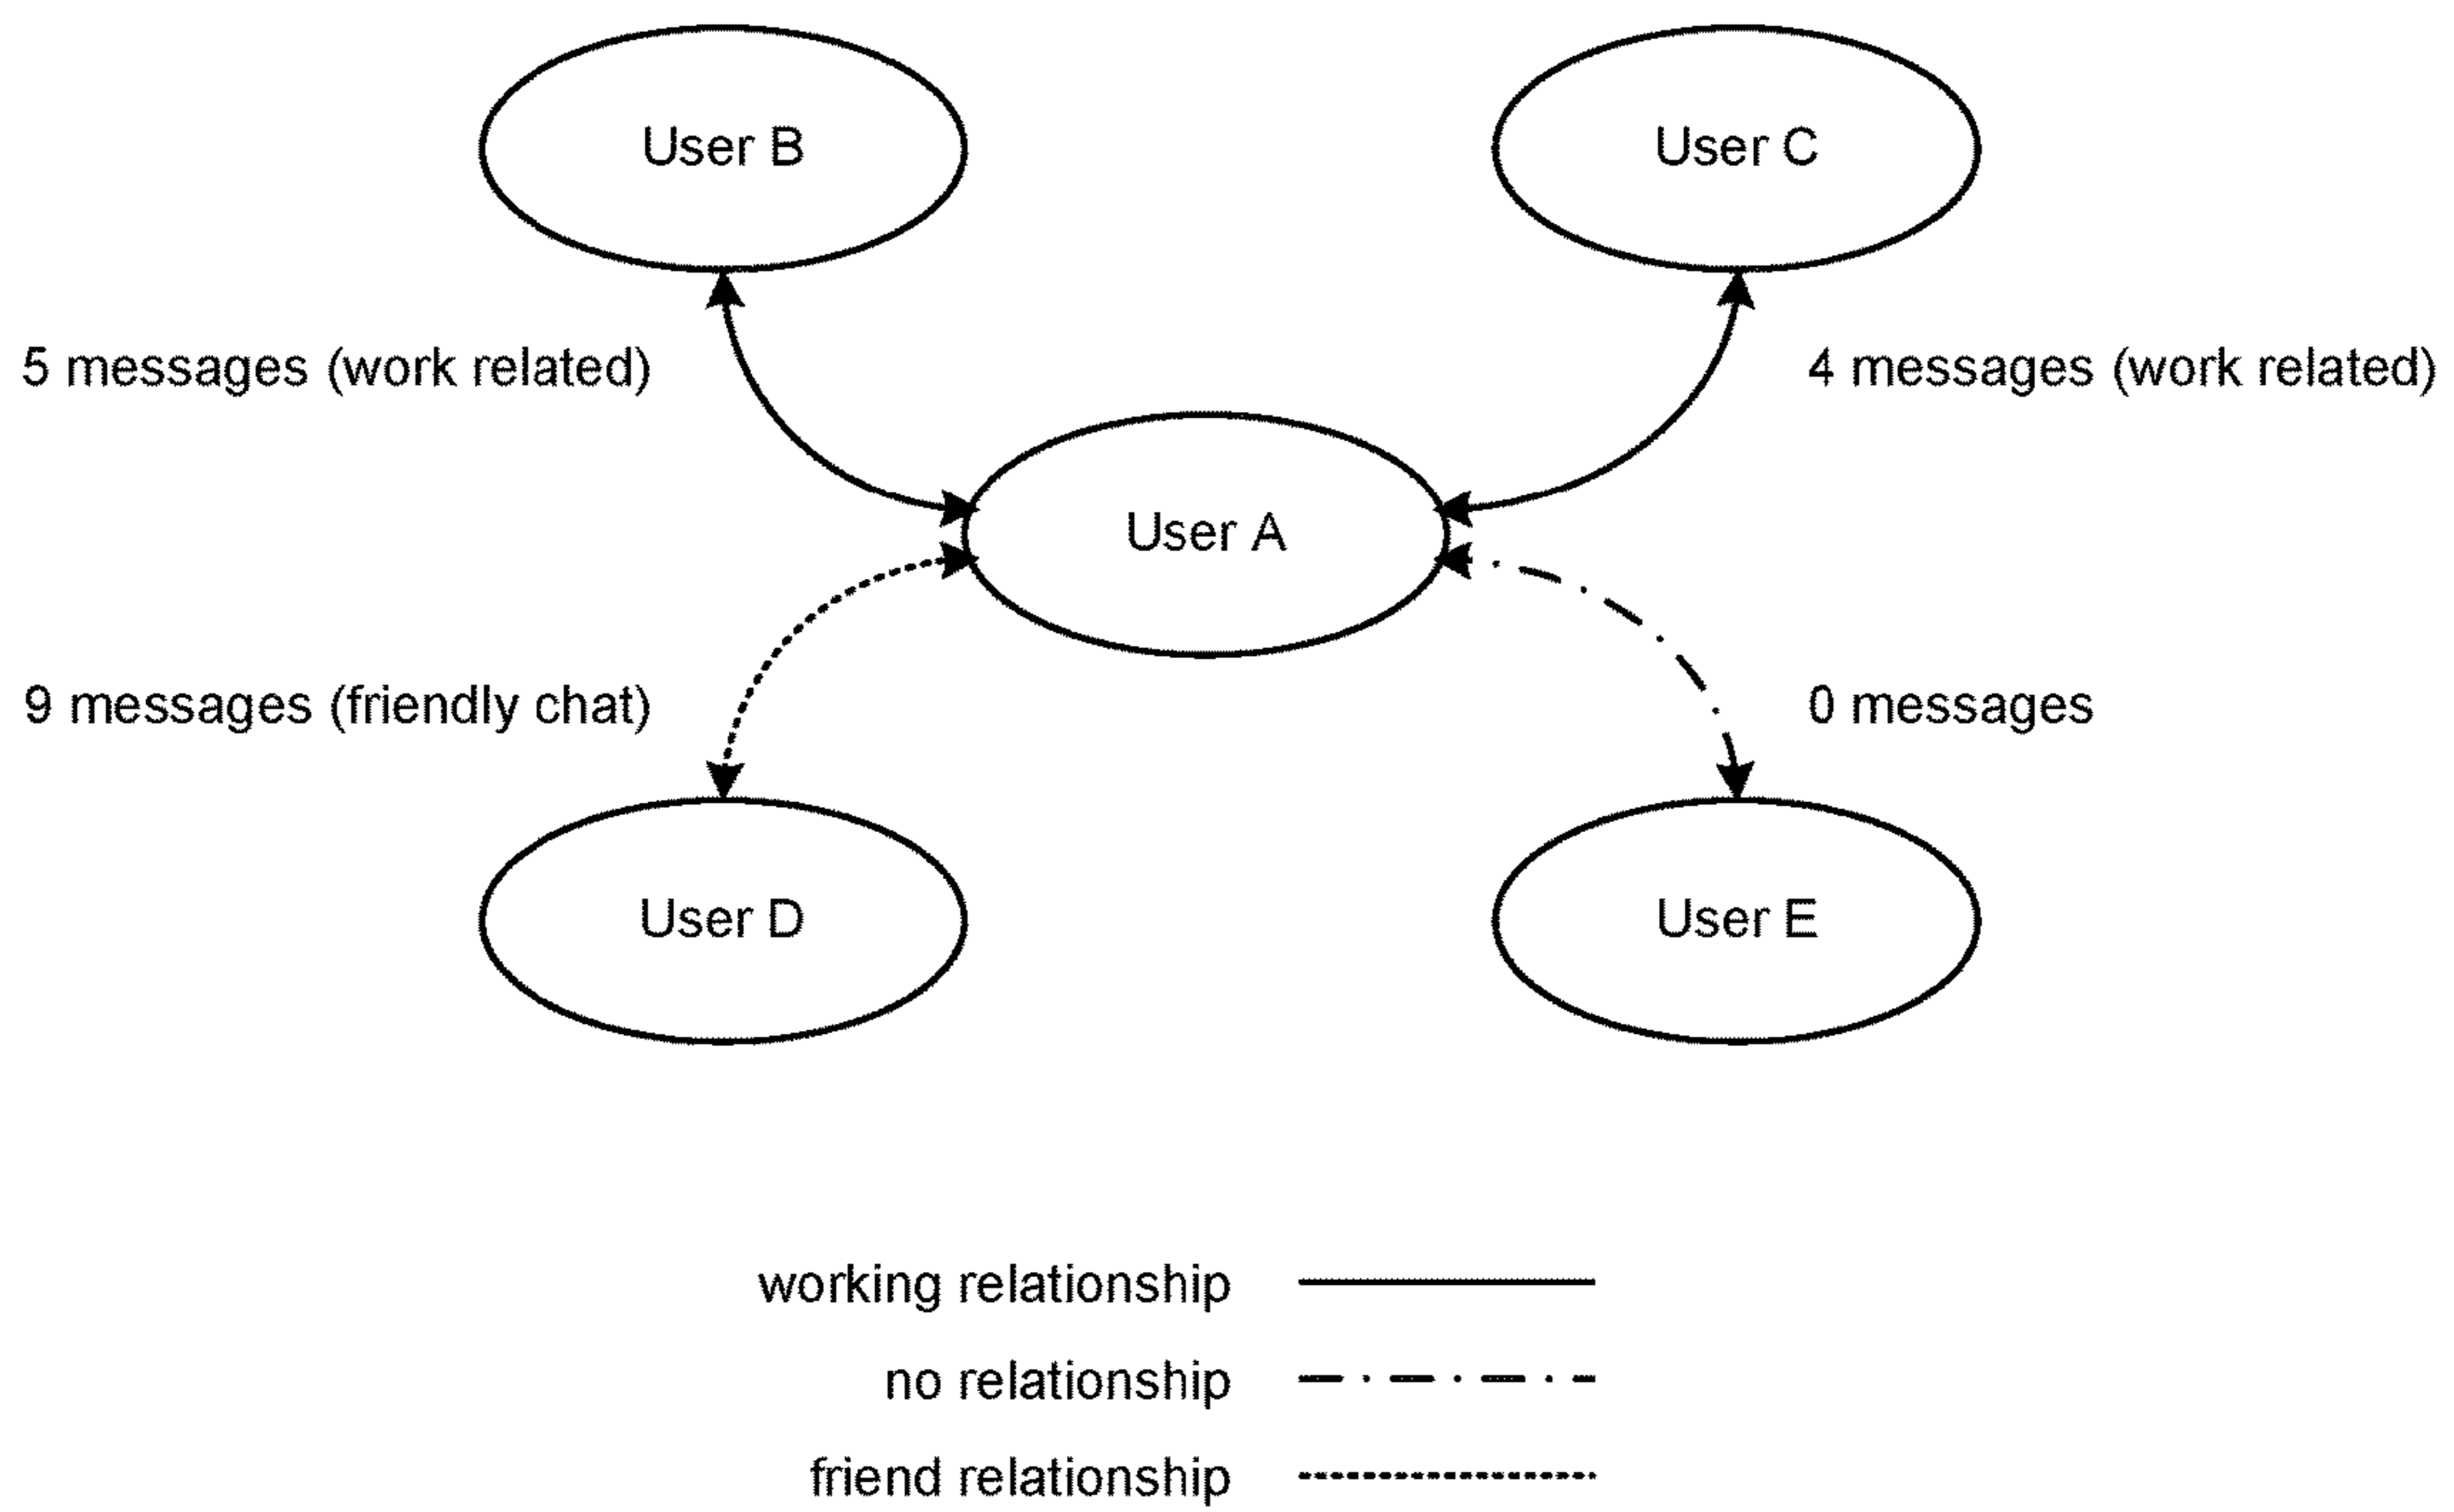 User B
User C
5 messages (work related)
4 messages (work related)
User A
9 messages (friendly chat)
0 messages
User D
User E
working relationship
no relationship
friend relationship